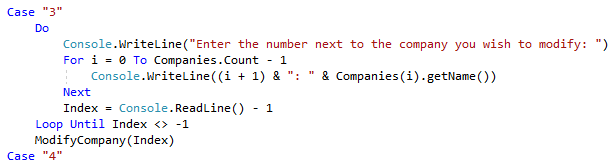 Case "3"
Do
Console.WriteLine("Enter the number next to the company you wish to modify: ")
For i = 0 To Companies.Count - 1
Console.WriteLine((i + 1) & ": " & Companies(i).getName())
Next
Index = Console.ReadLine() - 1
Loop Until Index <> -1
ModifyCompany(Index)
Case "4"